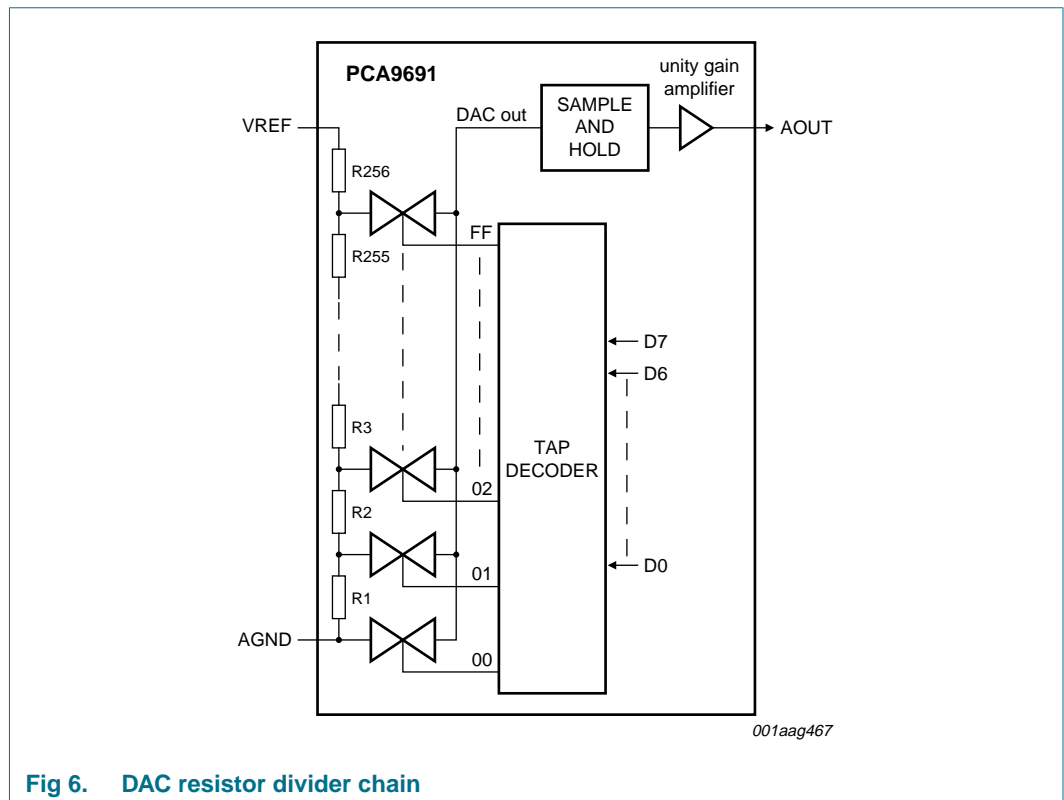 PCA9691
unity gain
amplifier
DAC out
SAMPLE
AND
HOLD
VREF
AOUT
R256
FF
R255
D7
D6
R3
TAP
DECODER
02
R2
D0
01
R1
AGND
00
001aag467
Fig 6. DAC resistor divider chain